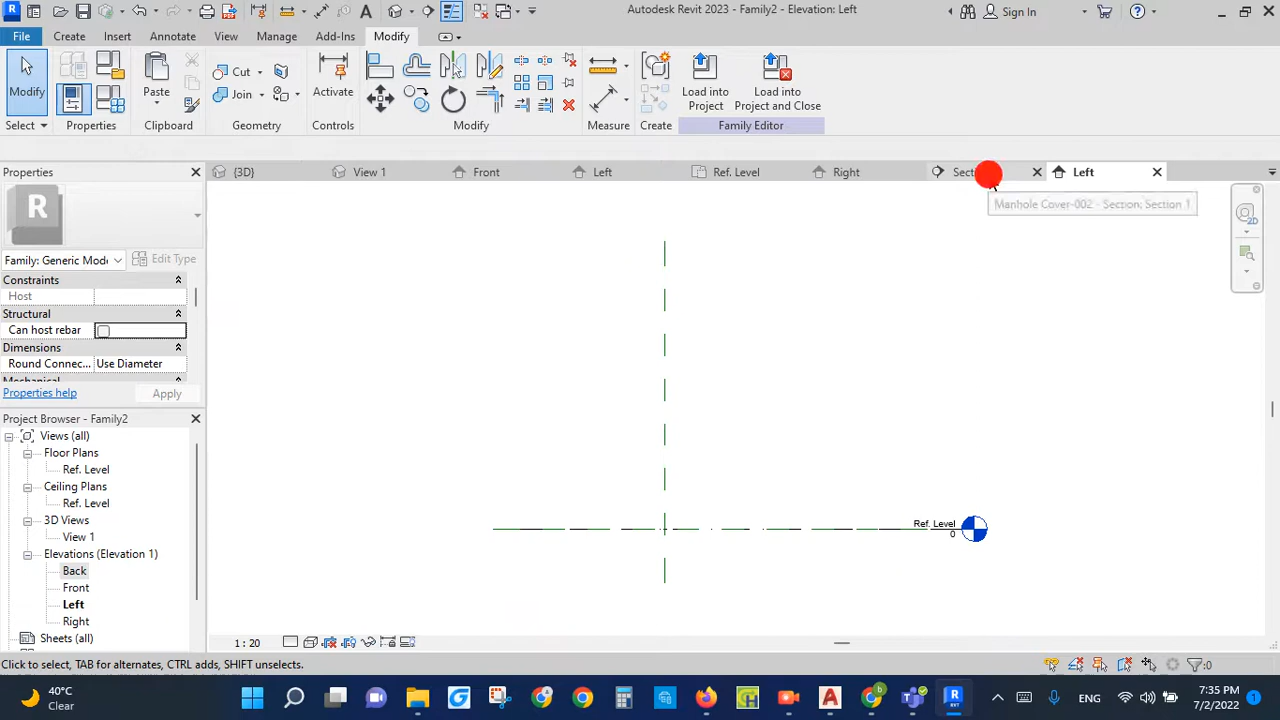 Autodesk Revit 2023 - Family2 - Elevation: Left
Sign In
File Create Insert Annotate View Manage Add-Ins Modify
Modify
Paste
Cut
Join
Activate
Load into Project
Load into Project and Close
Select Properties Clipboard Geometry Controls Modify Measure Create Family Editor
Properties
{3D} View 1 Front Left Ref. Level Right Sect Left
Manhole Cover-002 - Section: Section 1
2D
R
Family: Generic Mode
Edit Type
Constraints
Host
Structural
Can host rebar
Dimensions
Round Connec... Use Diameter
Properties help
Apply
Project Browser - Family2
Views (all)
Floor Plans
Ref. Level
Ceiling Plans
Ref. Level
3D Views
View 1
Elevations (Elevation 1)
Back
Front
Left
Right
Sheets (all)
Ref. Level
0
1 : 20
Click to select, TAB for alternates, CTRL adds, SHIFT unselects.
:0
40°C
Clear
ENG
7:35 PM
7/2/2022